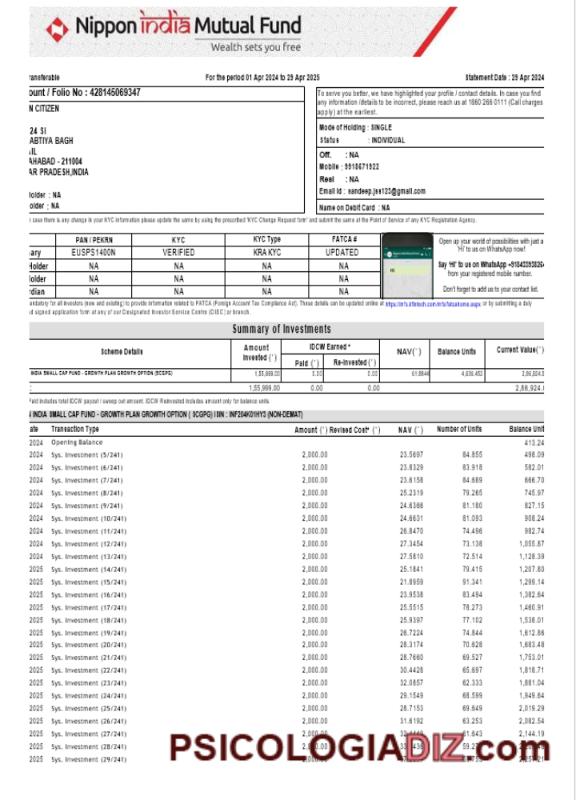 Nippon india Mutual Fund
Wealth sets you free
ransferable For the period 01 Apr 2024 to 29 Apr 2025 Statement Date : 29 Apr 2024
ount / Folio No : 428145069347
N CITIZEN
24 SI
ABTIYA BAGH
AHABAD - 211004
AR PRADESH,INDIA
Holder : NA
holder : NA
To serve you better, we have highlighted your profile / contact details. In case you find
any information /details to be incorrect, please reach us at 1860 266 0111 (Call charges
apply) at the earliest.
Mode of Holding : SINGLE
Status : INDIVIDUAL
Off. : NA
Mobile : 9918671922
Resi : NA
Email Id : sandeep.jes123@gmail.com
Name on Debit Card : NA
case there is any change in your KYC information please update the same by using the prescribed 'KYC Change Request form' and submit the same at the Point of Service of any KYC Registration Agency.
PAN / PEKRN KYC KYC Type FATCA #
ary EUSPS1400N VERIFIED KRA KYC UPDATED
Holder NA NA NA NA
holder NA NA NA NA
rdian NA NA NA NA
Open up your world of possibilities with just a
'Hi' to us on WhatsApp now!
Say 'Hi' to us on WhatsApp
from your registered mobile number.
Don't forget to add us to your contact list.
andatory for all investors (new and existing) to provide information related to FATCA (Foreign Account Tax Compliance Act). These details can be updated online at or by submitting a duly
d signed application form at any of our Designated Investor Service Centre (DISC) or branch.
Summary of Investments
Scheme Details Amount Invested (`) IDCW Earned * Paid (`) Re-invested (`) NAV(`) Balance Units Current Value(`)
INDIA SMALL CAP FUND - GROWTH PLAN GROWTH OPTION (SCGPG) 1,55,999.00 0.00 0.00
: 1,55,999.00 0.00 0.00 2,86,924.
Paid includes total IDCW payout / sweep out amount. IDCW Reinvested includes amount only for balance units.
INDIA SMALL CAP FUND - GROWTH PLAN GROWTH OPTION ( SCGPG) ISIN : INF204K01HY3 (NON-DEMAT)
ate Transaction Type Amount (`) Revised Cost* (`) NAV (`) Number of Units Balance Unit
2024 Opening Balance 413.24
2024 Sys. Investment (5/241) 2,000.00 23.5697 84.855 498.09
2024 Sys. Investment (6/241) 2,000.00 23.8329 83.918 582.01
2024 Sys. Investment (7/241) 2,000.00 23.6158 84.689 666.70
2024 Sys. Investment (8/241) 2,000.00 25.2319 79.265 745.97
2024 Sys. Investment (9/241) 2,000.00 24.6366 81.180 827.15
2024 Sys. Investment (10/241) 2,000.00 24.6631 81.093 908.24
2024 Sys. Investment (11/241) 2,000.00 26.8470 74.496 982.74
2024 Sys. Investment (12/241) 2,000.00 27.3454 73.138 1,055.87
2024 Sys. Investment (13/241) 2,000.00 27.5810 72.514 1,128.39
2025 Sys. Investment (14/241) 2,000.00 25.1841 79.415 1,207.80
2025 Sys. Investment (15/241) 2,000.00 21.8959 91.341 1,299.14
2025 Sys. Investment (16/241) 2,000.00 23.9538 83.494 1,382.64
2025 Sys. Investment (17/241) 2,000.00 25.5515 78.273 1,460.91
2025 Sys. Investment (18/241) 2,000.00 25.9397 77.102 1,538.01
2025 Sys. Investment (19/241) 2,000.00 26.7224 74.844 1,612.86
2025 Sys. Investment (20/241) 2,000.00 28.3174 70.628 1,683.48
2025 Sys. Investment (21/241) 2,000.00 28.7660 69.527 1,753.01
2025 Sys. Investment (22/241) 2,000.00 30.4428 65.697 1,818.71
2025 Sys. Investment (23/241) 2,000.00 32.0857 62.333 1,881.04
2025 Sys. Investment (24/241) 2,000.00 29.1549 68.599 1,949.64
2025 Sys. Investment (25/241) 2,000.00 28.7153 69.649 2,019.29
2025 Sys. Investment (26/241) 2,000.00 31.6192 63.253 2,082.54
2025 Sys. Investment (27/241) 61.643 2,144.19
2025 Sys. Investment (28/241)
2025 Sys. Investment (29/241)
PSICOLOGIADIZ.com